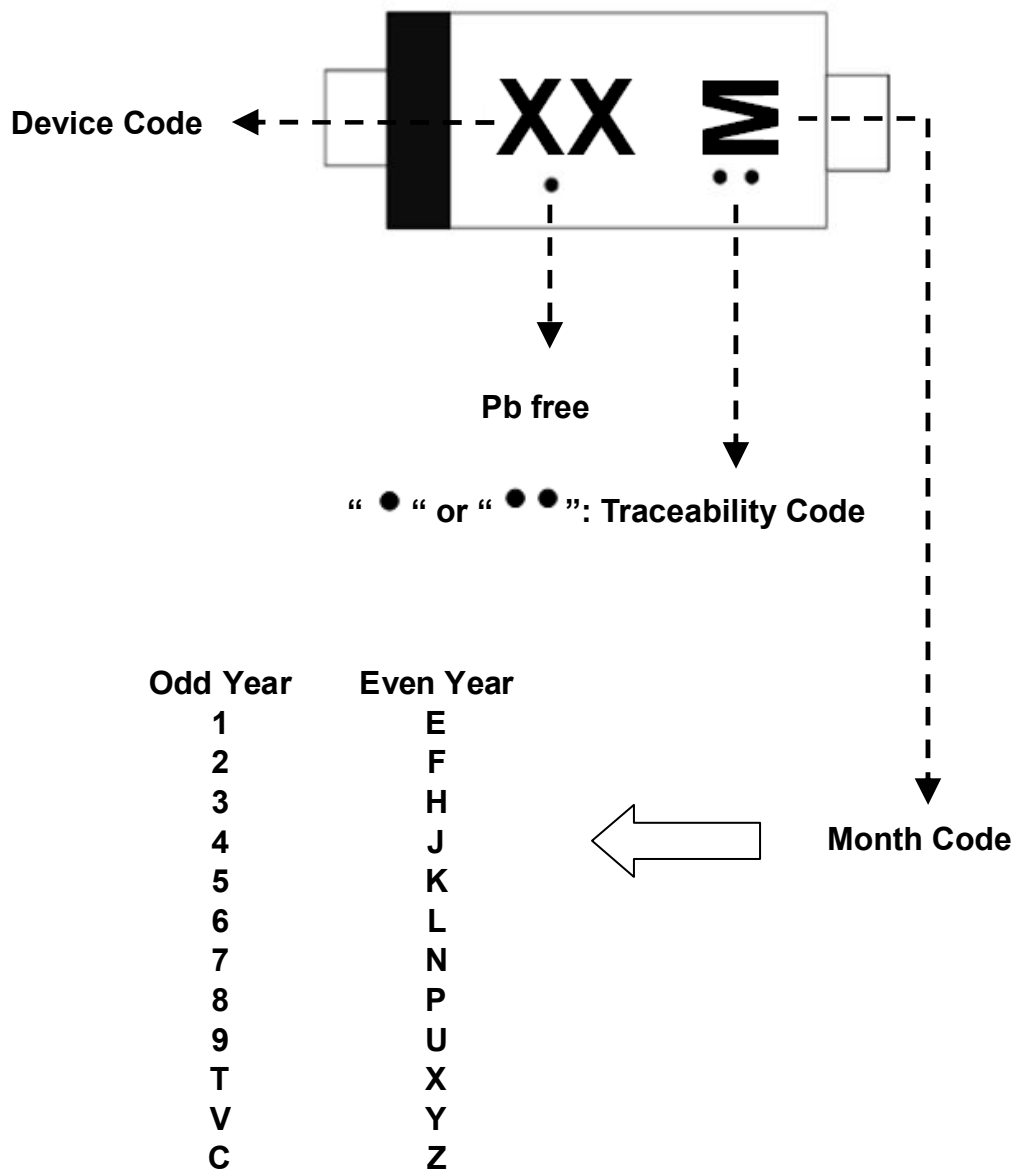 Device Code XX M
Pb free
“ • “ or “ • • ”: Traceability Code
Odd Year Even Year
1 E
2 F
3 H
4 J
5 K
6 L
7 N
8 P
9 U
T X
V Y
C Z
Month Code